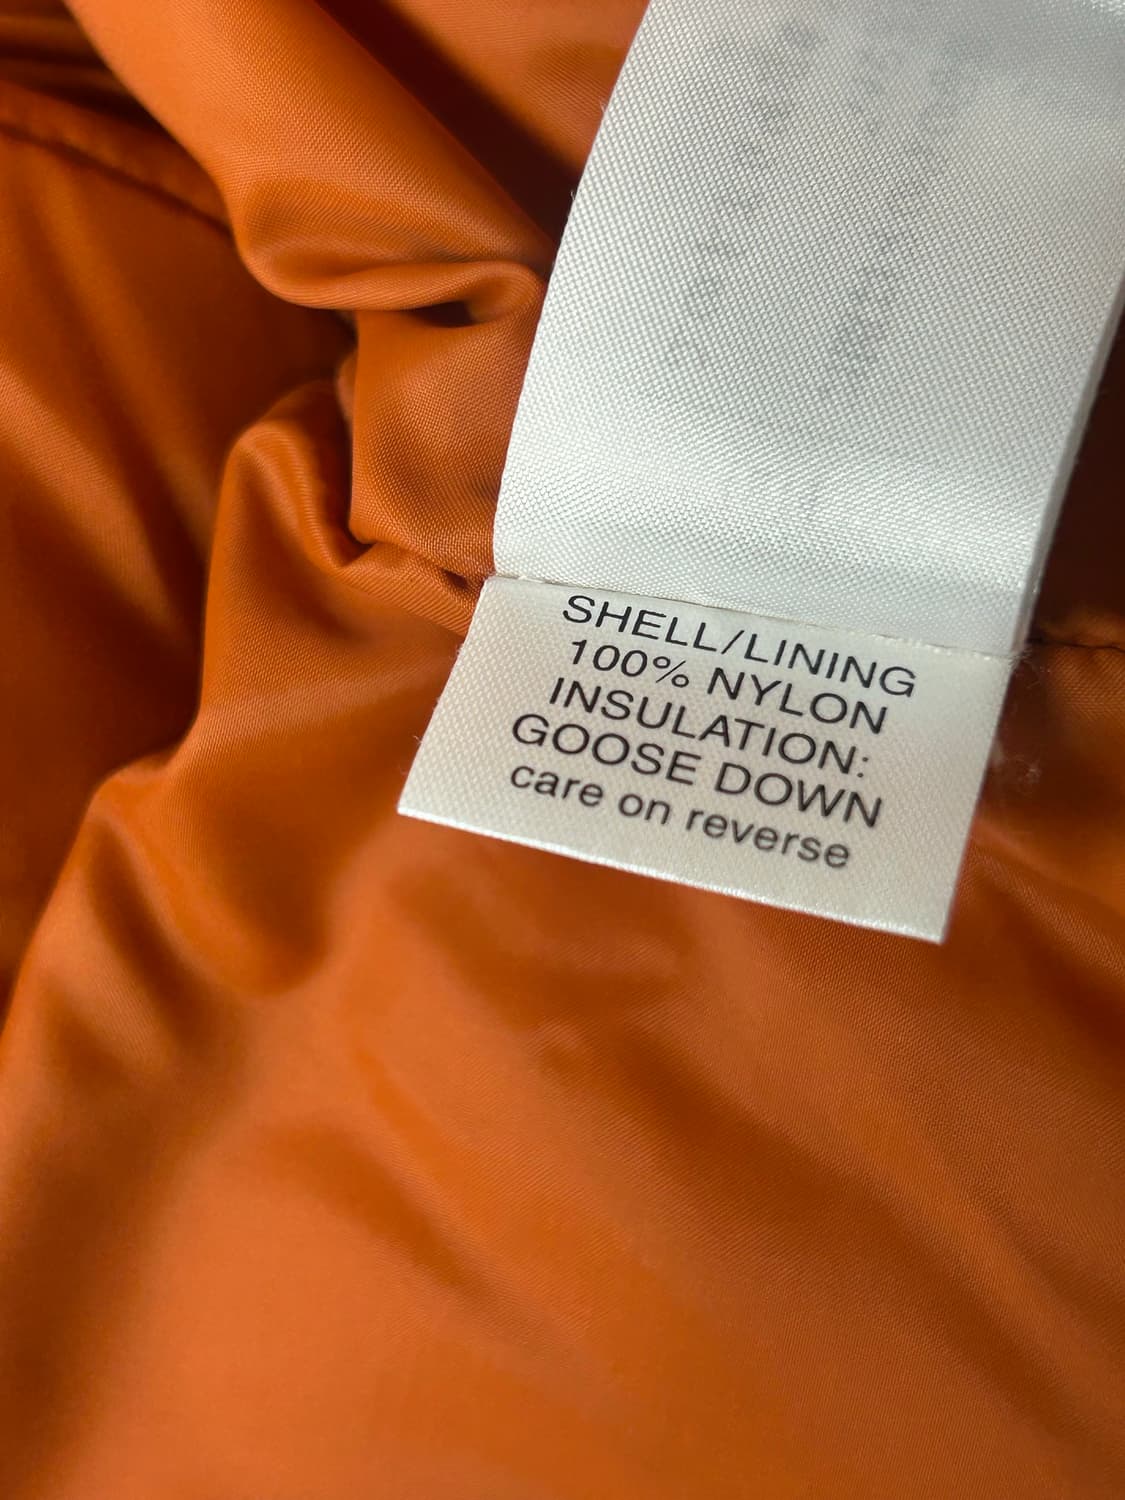 SHELL/LINING
100% NYLON
INSULATION:
GOOSE DOWN
care on reverse